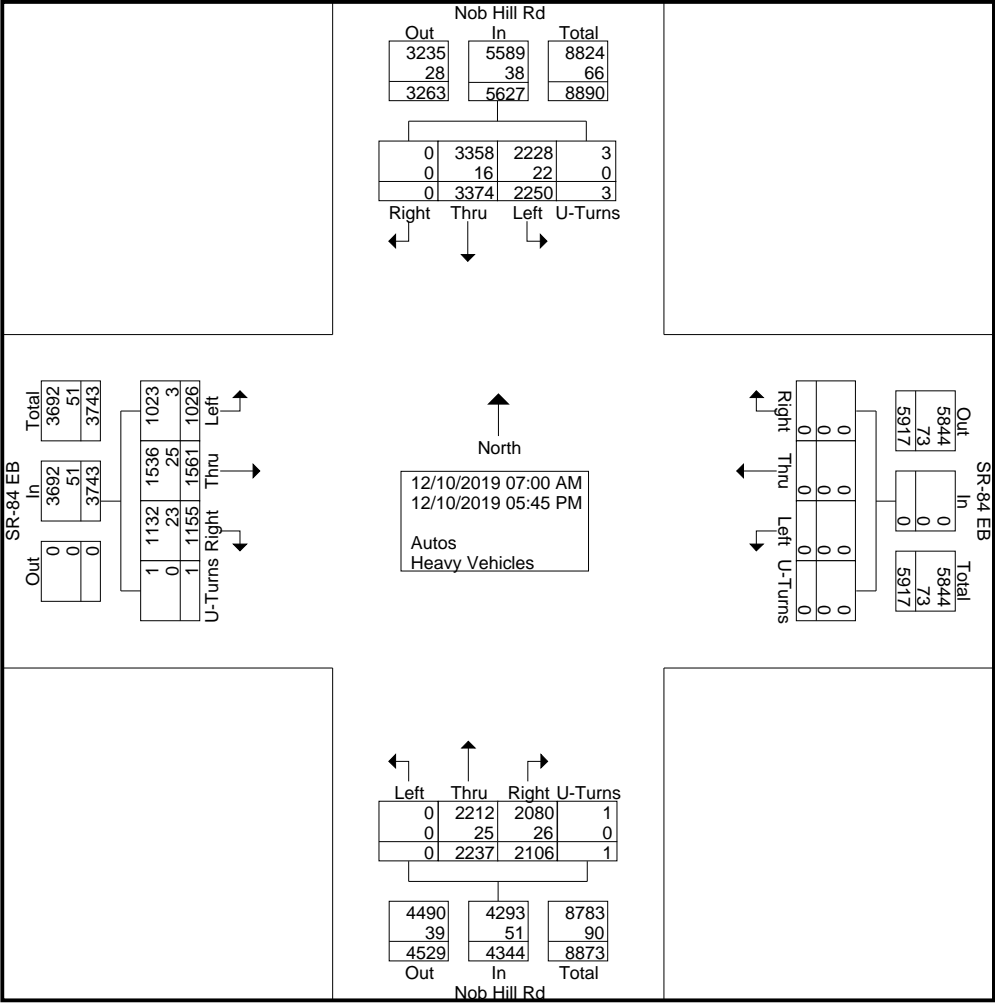 Nob Hill Rd
Out In Total
3235 5589 8824
28 38 66
3263 5627 8890
0 3358 2228 3
0 16 22 0
0 3374 2250 3
Right Thru Left U-Turns
SR-84 EB
Total
3692
51
3743
In
3692
51
3743
Out
0
0
0
1023 3 1026 Left
1536 25 1561 Thru
1132 23 1155 Right
1 0 1 U-Turns
North
12/10/2019 07:00 AM
12/10/2019 05:45 PM
Autos
Heavy Vehicles
Right 0 0 0
Thru 0 0 0
Left 0 0 0
U-Turns 0 0 0
Out
5844
73
5917
In
0
0
0
Total
5844
73
5917
SR-84 EB
Left Thru Right U-Turns
0 2212 2080 1
0 25 26 0
0 2237 2106 1
4490 4293 8783
39 51 90
4529 4344 8873
Out In Total
Nob Hill Rd